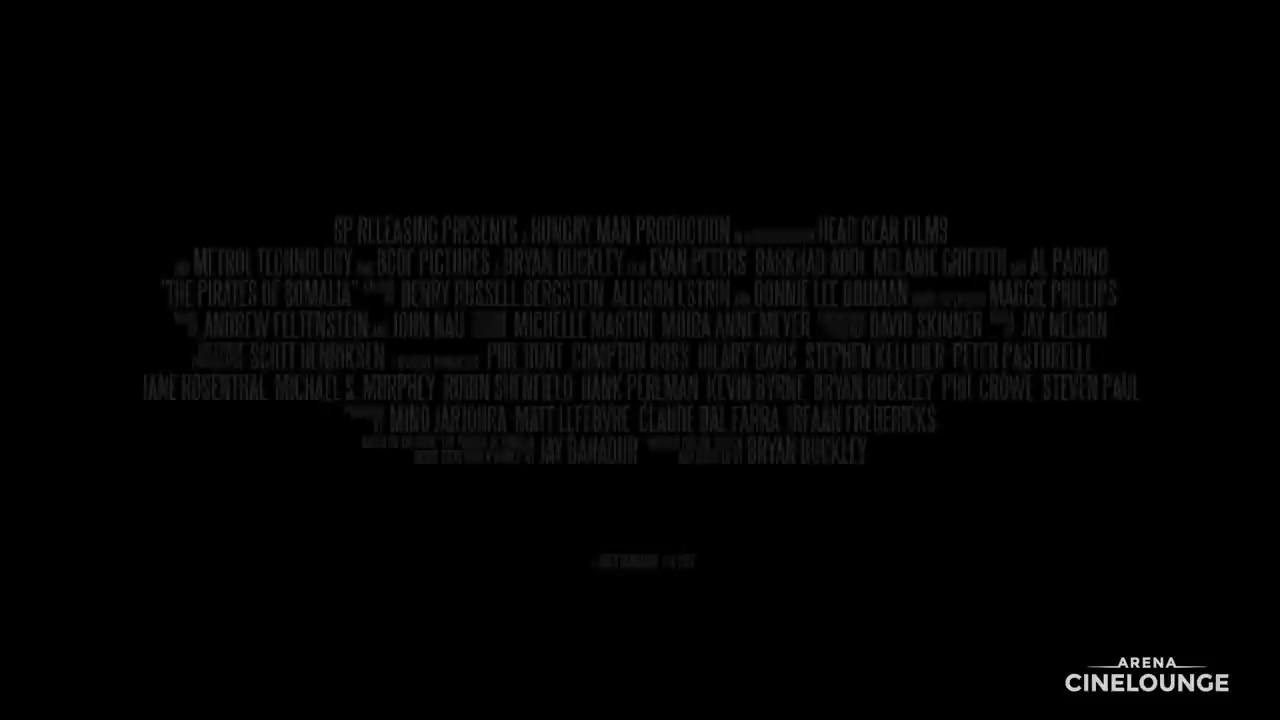 SP RELEASING PRESENTS A HUNGRY MAN PRODUCTION HEAD GEAR FILMS
METROL TECHNOLOGY BCDF PICTURES BRYAN BUCKLEY EVAN PETERS BARKHAD ABDI MELANIE GRIFFITH AL PACINO
"THE PIRATES OF SOMALIA" HENRY RUSSELL BERGSTEIN ALLISON ESTRIN DONNIE LEE BOUMAN MAGGIE PHILLIPS
ANDREW FELTENSTEIN JOHN NAU MICHELLE MARTINI MOIRA ANNE MEYER DAVID SKINNER JAY NELSON
SCOTT HENRIKSEN PHIL HUNT COMPTON ROSS HILARY DAVIS STEPHEN KELLIHER PETER PASTORELLI
JANE ROSENTHAL MICHAEL S. MURPHEY ROBIN SHENFIELD HANK PERLMAN KEVIN BYRNE BRYAN BUCKLEY PHIL CROWE STEVEN PAUL
MINO JARJOURA MATT LEFEBVRE CLAUDE DAL FARRA IRFAAN FREDERICKS
JAY BAHADUR BRYAN BUCKLEY
ARENA
CINELOUNGE